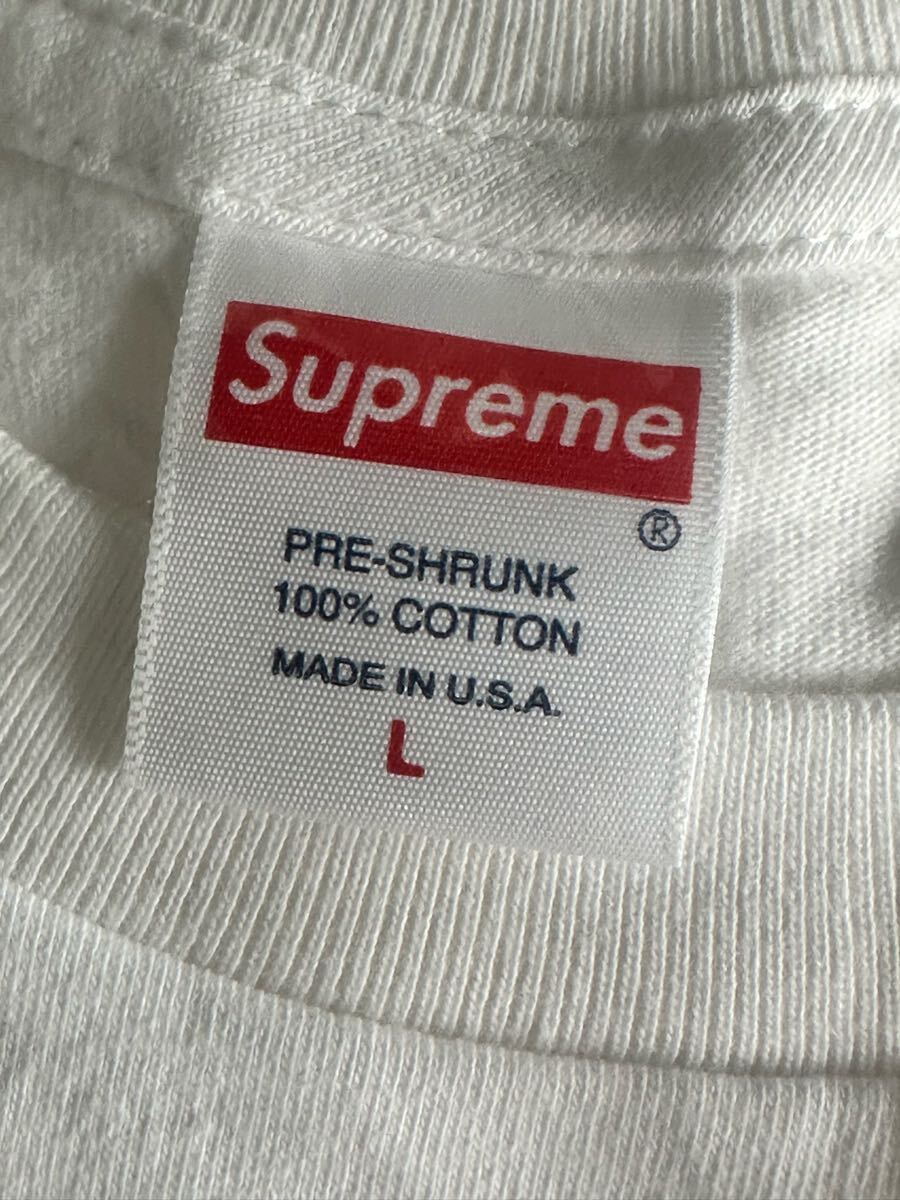 Supreme
®
PRE-SHRUNK
100% COTTON
MADE IN U.S.A.
L